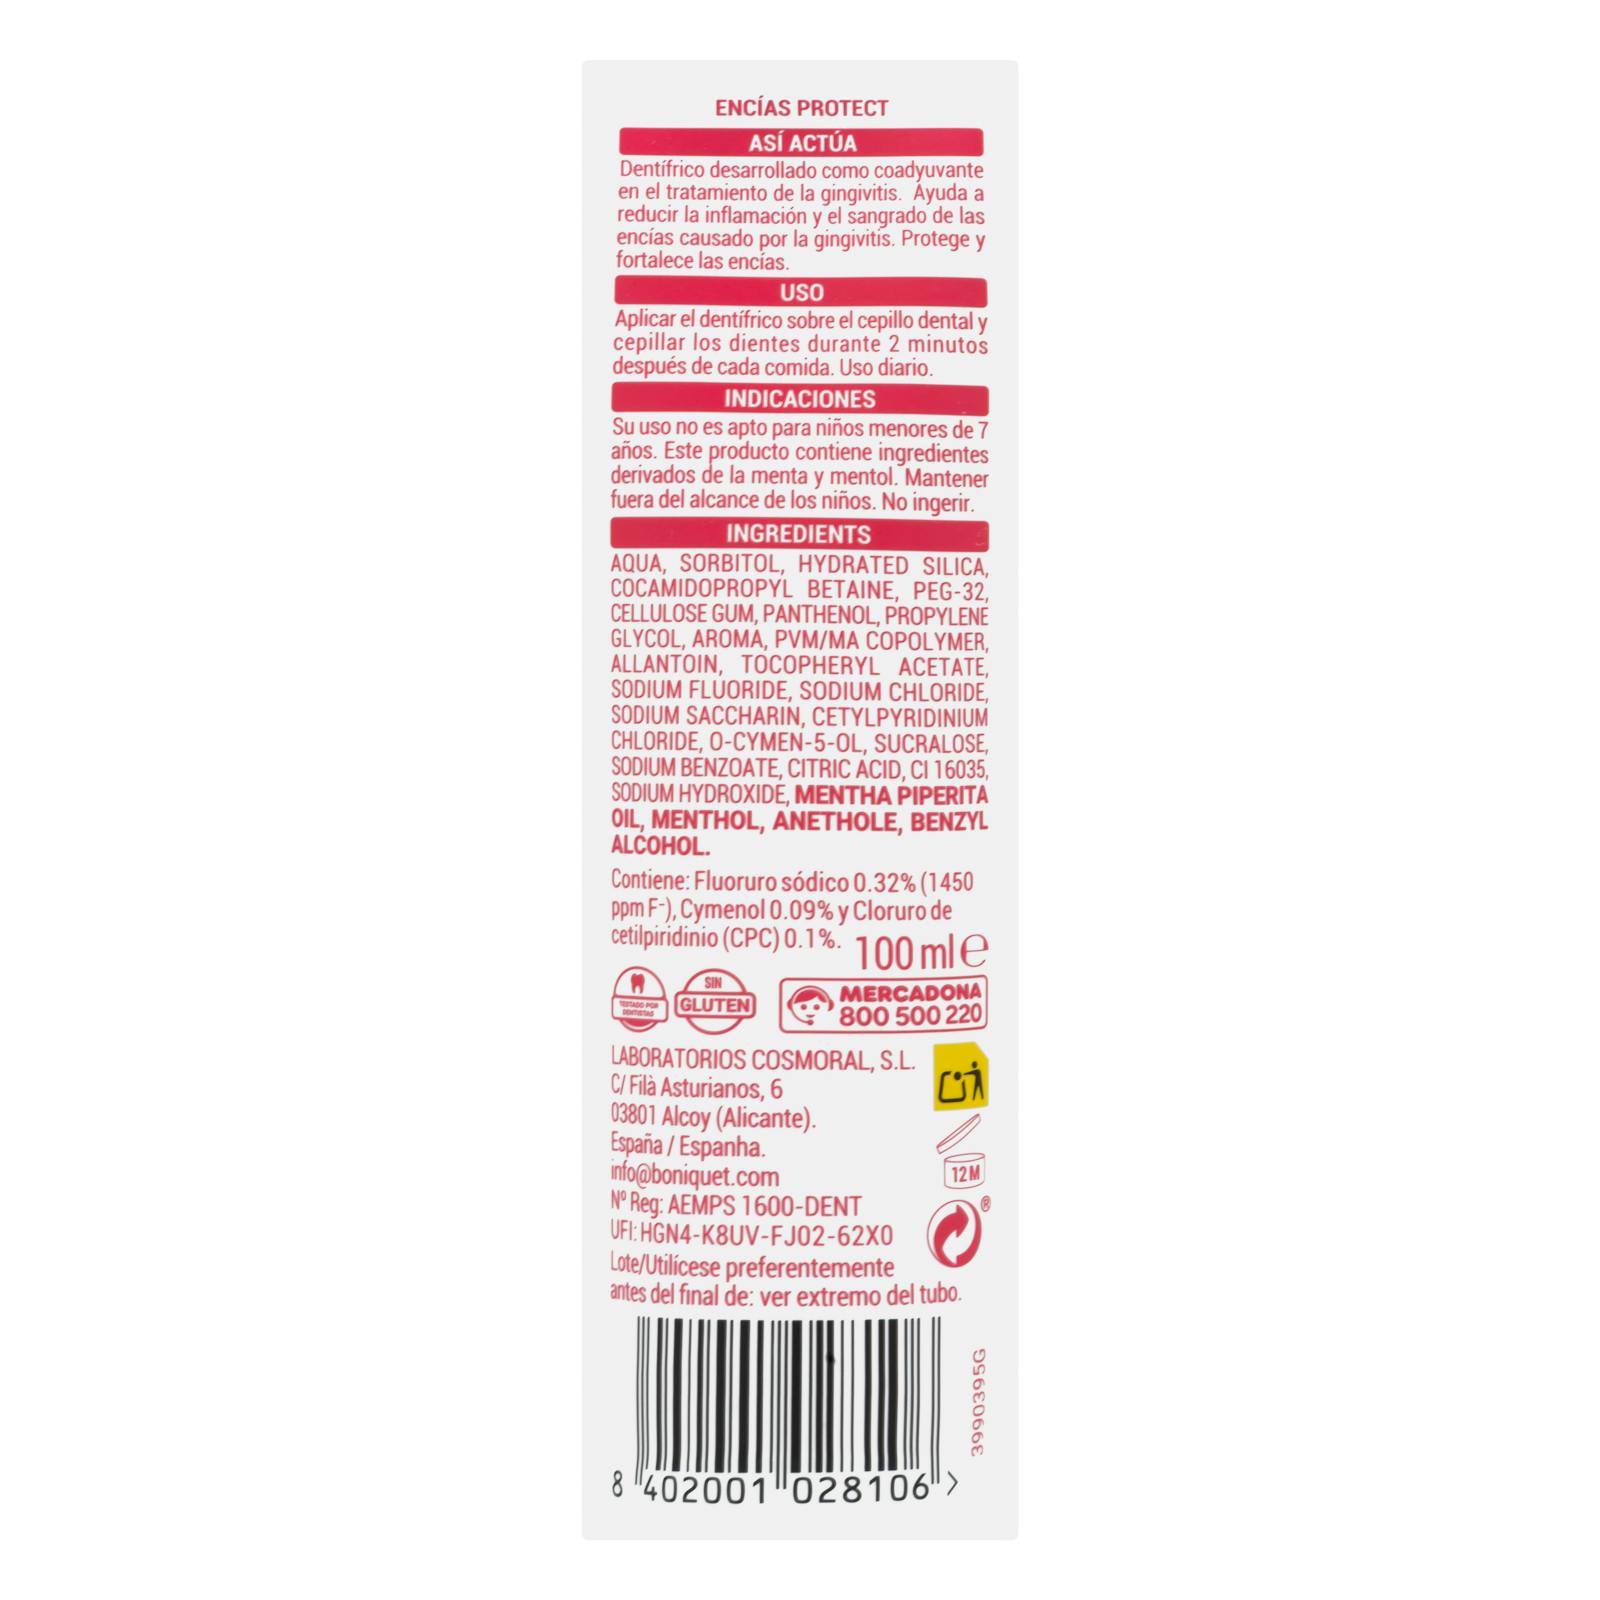 ENCÍAS PROTECT
ASÍ ACTÚA
Dentífrico desarrollado como coadyuvante
en el tratamiento de la gingivitis. Ayuda a
reducir la inflamación y el sangrado de las
encías causado por la gingivitis. Protege y
fortalece las encías.
USO
Aplicar el dentífrico sobre el cepillo dental y
cepillar los dientes durante 2 minutos
después de cada comida. Uso diario.
INDICACIONES
Su uso no es apto para niños menores de 7
años. Este producto contiene ingredientes
derivados de la menta y mentol. Mantener
fuera del alcance de los niños. No ingerir.
INGREDIENTS
AQUA, SORBITOL, HYDRATED SILICA,
COCAMIDOPROPYL BETAINE, PEG-32,
CELLULOSE GUM, PANTHENOL, PROPYLENE
GLYCOL, AROMA, PVM/MA COPOLYMER,
ALLANTOIN, TOCOPHERYL ACETATE,
SODIUM FLUORIDE, SODIUM CHLORIDE,
SODIUM SACCHARIN, CETYLPYRIDINIUM
CHLORIDE, O-CYMEN-5-OL, SUCRALOSE,
SODIUM BENZOATE, CITRIC ACID, CI 16035,
SODIUM HYDROXIDE, MENTHA PIPERITA
OIL, MENTHOL, ANETHOLE, BENZYL
ALCOHOL.
Contiene: Fluoruro sódico 0.32% (1450
ppm F-), Cymenol 0.09% y Cloruro de
cetilpiridinio (CPC) 0.1%.
100 ml ℮
TESTADO POR
DENTISTAS
SIN
GLUTEN
MERCADONA
800 500 220
LABORATORIOS COSMORAL, S.L.
C/ Filà Asturianos, 6
03801 Alcoy (Alicante).
España / Espanha.
info@boniquet.com
12M
Nº Reg: AEMPS 1600-DENT
®
UFI: HGN4-K8UV-FJ02-62X0
Lote/Utilícese preferentemente
antes del final de: ver extremo del tubo.
3990395G
8 402001 028106 >